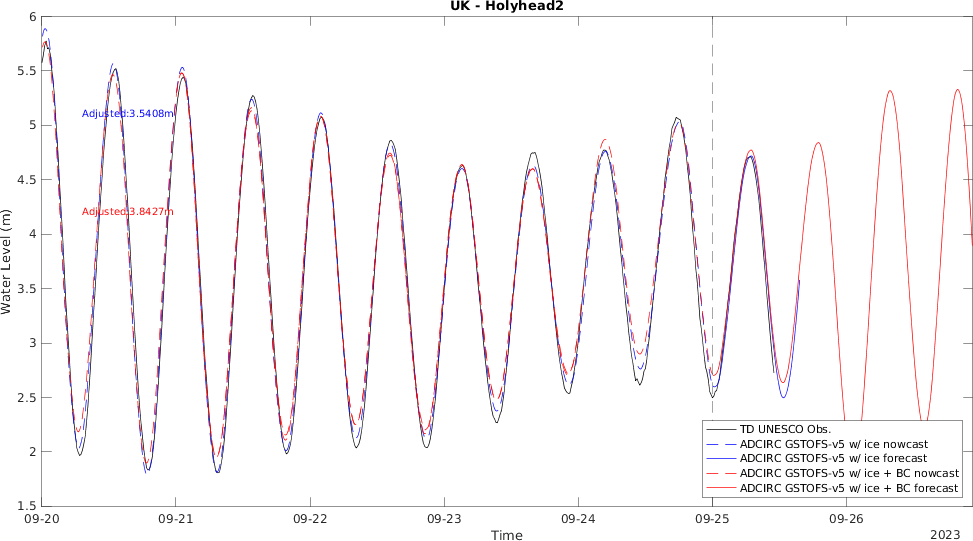 UK - Holyhead2
6
5.5
5
4.5
4
3.5
3
2.5
2
1.5
Water Level (m)
Adjusted:3.5408m
Adjusted:3.8427m
TD UNESCO Obs.
ADCIRC GSTOFS-v5 w/ ice nowcast
ADCIRC GSTOFS-v5 w/ ice forecast
ADCIRC GSTOFS-v5 w/ ice + BC nowcast
ADCIRC GSTOFS-v5 w/ ice + BC forecast
09-20 09-21 09-22 09-23 09-24 09-25 09-26
Time
2023